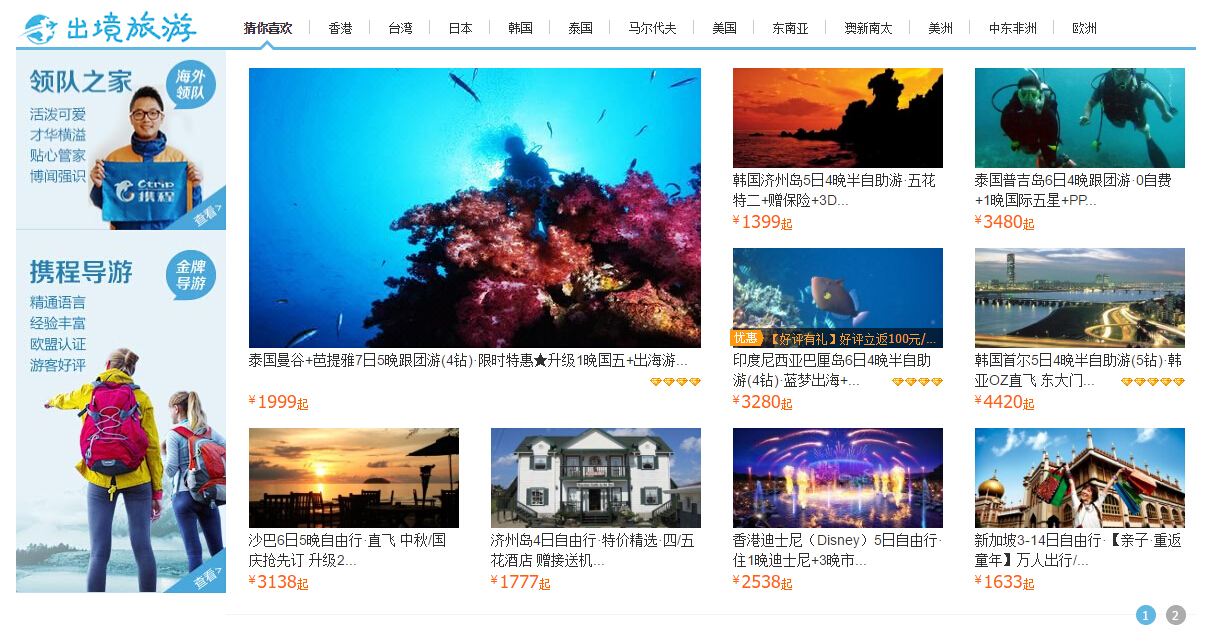 出境旅游
猜你喜欢
香港
台湾
日本
韩国
泰国
马尔代夫
美国
东南亚
澳新南太
美洲
中东非洲
欧洲
领队之家
海外
领队
活泼可爱
才华横溢
贴心管家
博闻强识
Ctrip
携程
查看>
携程导游
金牌
导游
精通语言
经验丰富
欧盟认证
游客好评
查看>
泰国曼谷+芭提雅7日5晚跟团游(4钻)·限时特惠★升级1晚国五+出海游...
¥1999起
韩国济州岛5日4晚半自助游·五花
特二+赠保险+3D...
¥1399起
泰国普吉岛6日4晚跟团游·0自费
+1晚国际五星+PP...
¥3480起
优惠 【好评有礼】好评立返100元/...
印度尼西亚巴厘岛6日4晚半自助
游(4钻)·蓝梦出海+...
¥3280起
韩国首尔5日4晚半自助游(5钻)·韩
亚OZ直飞 东大门...
¥4420起
沙巴6日5晚自由行·直飞 中秋/国
庆抢先订 升级2...
¥3138起
济州岛4日自由行·特价精选·四/五
花酒店 赠接送机...
¥1777起
香港迪士尼（Disney）5日自由行·
住1晚迪士尼+3晚市...
¥2538起
新加坡3-14日自由行·【亲子·重返
童年】万人出行/...
¥1633起
1
2